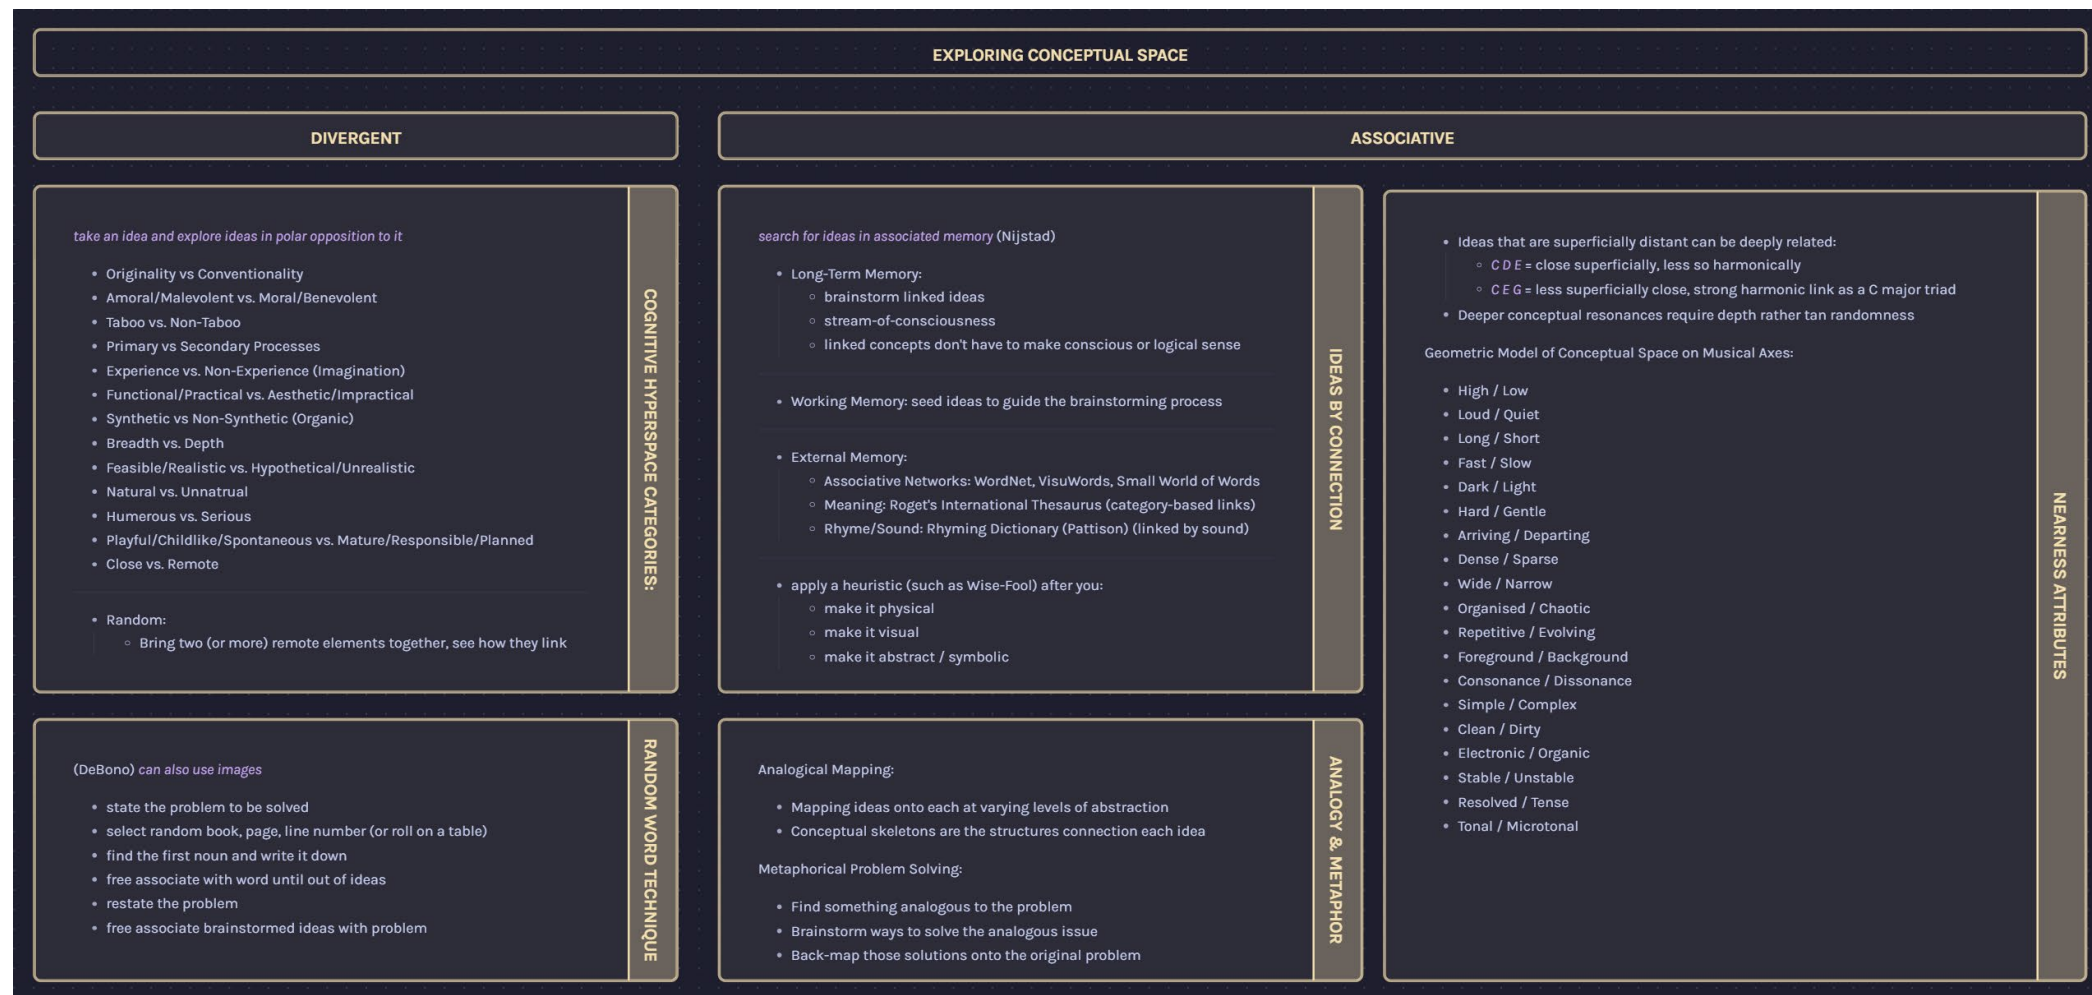 EXPLORING CONCEPTUAL SPACE
DIVERGENT
take an idea and explore ideas in polar opposition to it
• Originality vs Conventionality
• Amoral/Malevolent vs. Moral/Benevolent
• Taboo vs. Non-Taboo
• Primary vs Secondary Processes
• Experience vs. Non-Experience (Imagination)
• Functional/Practical vs. Aesthetic/Impractical
• Synthetic vs Non-Synthetic (Organic)
• Breadth vs. Depth
• Feasible/Realistic vs. Hypothetical/Unrealistic
• Natural vs. Unnatrual
• Humerous vs. Serious
• Playful/Childlike/Spontaneous vs. Mature/Responsible/Planned
• Close vs. Remote
• Random:
◦ Bring two (or more) remote elements together, see how they link
COGNITIVE HYPERSPACE CATEGORIES:
(DeBono) can also use images
• state the problem to be solved
• select random book, page, line number (or roll on a table)
• find the first noun and write it down
• free associate with word until out of ideas
• restate the problem
• free associate brainstormed ideas with problem
RANDOM WORD TECHNIQUE
ASSOCIATIVE
search for ideas in associated memory (Nijstad)
• Long-Term Memory:
◦ brainstorm linked ideas
◦ stream-of-consciousness
◦ linked concepts don't have to make conscious or logical sense
• Working Memory: seed ideas to guide the brainstorming process
• External Memory:
◦ Associative Networks: WordNet, VisuWords, Small World of Words
◦ Meaning: Roget's International Thesaurus (category-based links)
◦ Rhyme/Sound: Rhyming Dictionary (Pattison) (linked by sound)
• apply a heuristic (such as Wise-Fool) after you:
◦ make it physical
◦ make it visual
◦ make it abstract / symbolic
IDEAS BY CONNECTION
Analogical Mapping:
• Mapping ideas onto each at varying levels of abstraction
• Conceptual skeletons are the structures connection each idea
Metaphorical Problem Solving:
• Find something analogous to the problem
• Brainstorm ways to solve the analogous issue
• Back-map those solutions onto the original problem
ANALOGY & METAPHOR
• Ideas that are superficially distant can be deeply related:
◦ C D E = close superficially, less so harmonically
◦ C E G = less superficially close, strong harmonic link as a C major triad
• Deeper conceptual resonances require depth rather tan randomness
Geometric Model of Conceptual Space on Musical Axes:
• High / Low
• Loud / Quiet
• Long / Short
• Fast / Slow
• Dark / Light
• Hard / Gentle
• Arriving / Departing
• Dense / Sparse
• Wide / Narrow
• Organised / Chaotic
• Repetitive / Evolving
• Foreground / Background
• Consonance / Dissonance
• Simple / Complex
• Clean / Dirty
• Electronic / Organic
• Stable / Unstable
• Resolved / Tense
• Tonal / Microtonal
NEARNESS ATTRIBUTES